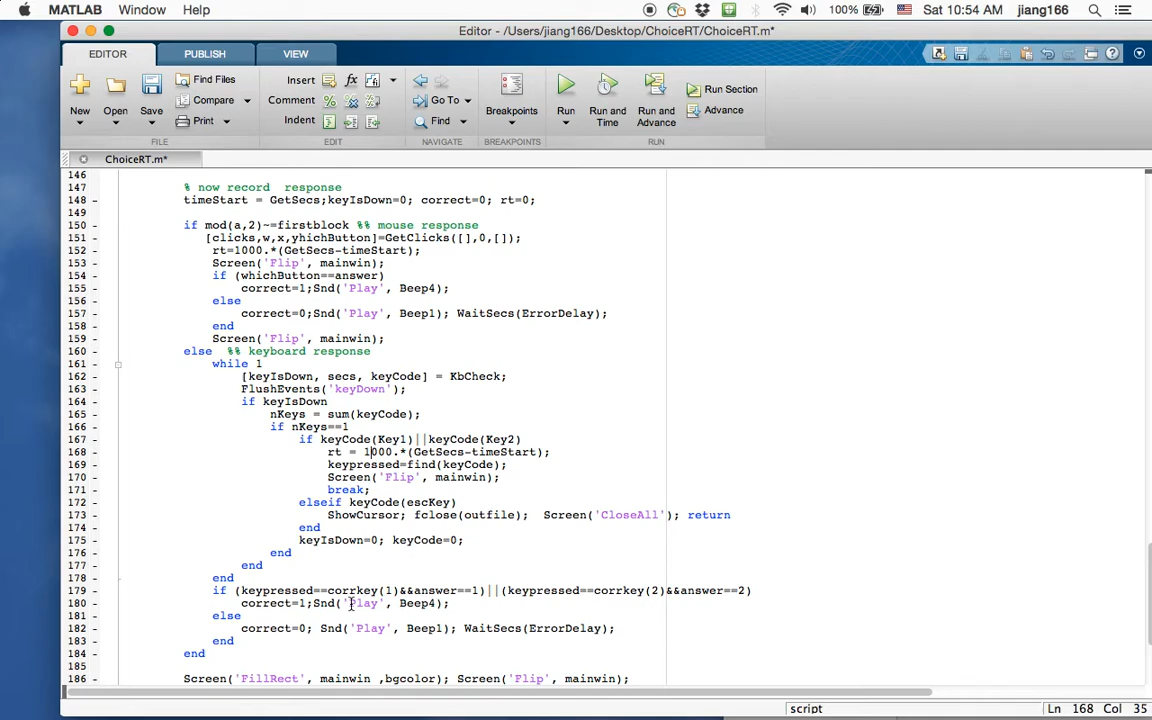 MATLAB Window Help 100% Sat 10:54 AM jiang166
Editor - /Users/jiang166/Desktop/ChoiceRT/ChoiceRT.m*
EDITOR PUBLISH VIEW
New Open Save Find Files Compare Print Insert Comment Indent Go To Find Breakpoints Run Run and Time Run and Advance Run Section Advance
FILE EDIT NAVIGATE BREAKPOINTS RUN
ChoiceRT.m*
146
147 % now record  response
148 - timeStart = GetSecs;keyIsDown=0; correct=0; rt=0;
149
150 - if mod(a,2)~=firstblock %% mouse response
151 - [clicks,w,x,yhichButton]=GetClicks([],0,[]);
152 - rt=1000.*(GetSecs-timeStart);
153 - Screen('Flip', mainwin);
154 - if (whichButton==answer)
155 - correct=1;Snd('Play', Beep4);
156 - else
157 - correct=0;Snd('Play', Beep1); WaitSecs(ErrorDelay);
158 - end
159 - Screen('Flip', mainwin);
160 - else  %% keyboard response
161 - while 1
162 - [keyIsDown, secs, keyCode] = KbCheck;
163 - FlushEvents('keyDown');
164 - if keyIsDown
165 - nKeys = sum(keyCode);
166 - if nKeys==1
167 - if keyCode(Key1)||keyCode(Key2)
168 - rt = 1000.*(GetSecs-timeStart);
169 - keypressed=find(keyCode);
170 - Screen('Flip', mainwin);
171 - break;
172 - elseif keyCode(escKey)
173 - ShowCursor; fclose(outfile);  Screen('CloseAll'); return
174 - end
175 - keyIsDown=0; keyCode=0;
176 - end
177 - end
178 - end
179 - if (keypressed==corrkey(1)&&answer==1)||(keypressed==corrkey(2)&&answer==2)
180 - correct=1;Snd('Play', Beep4);
181 - else
182 - correct=0; Snd('Play', Beep1); WaitSecs(ErrorDelay);
183 - end
184 - end
185
186 - Screen('FillRect', mainwin ,bgcolor); Screen('Flip', mainwin);
script Ln 168 Col 35